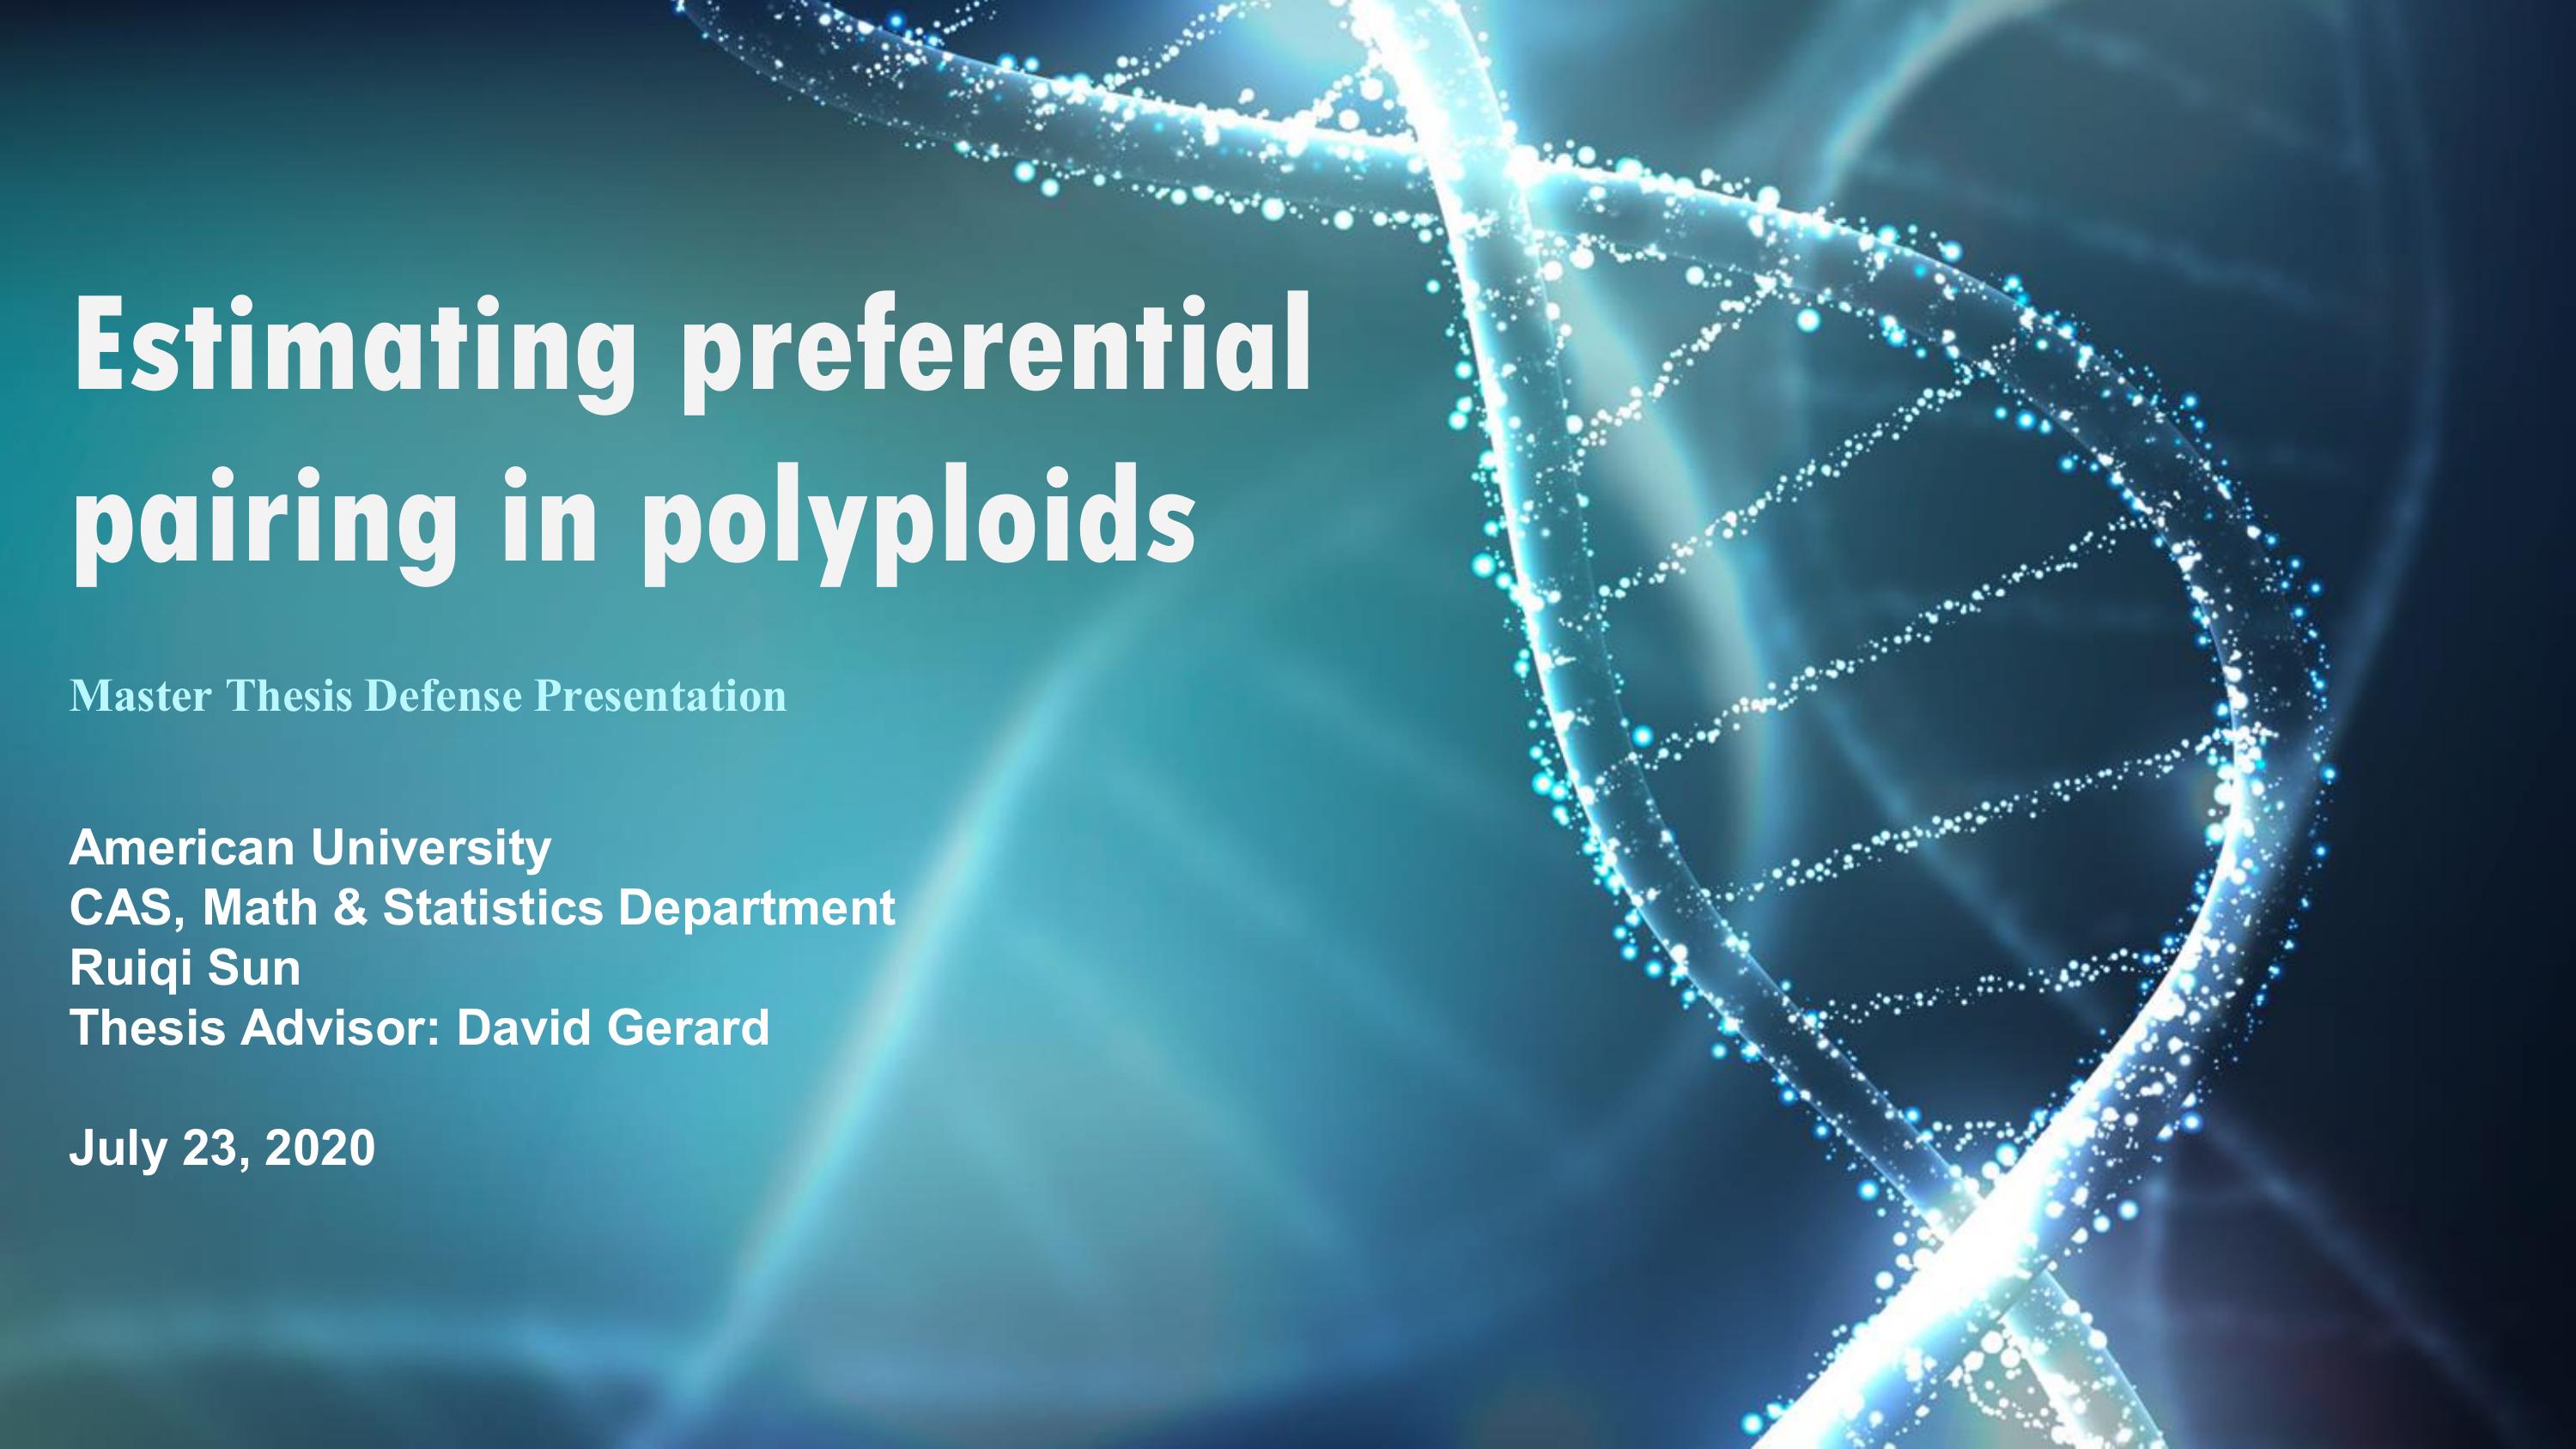 Estimating preferential
pairing in polyploids
Master Thesis Defense Presentation
American University
CAS, Math & Statistics Department
Ruiqi Sun
Thesis Advisor: David Gerard
July 23, 2020